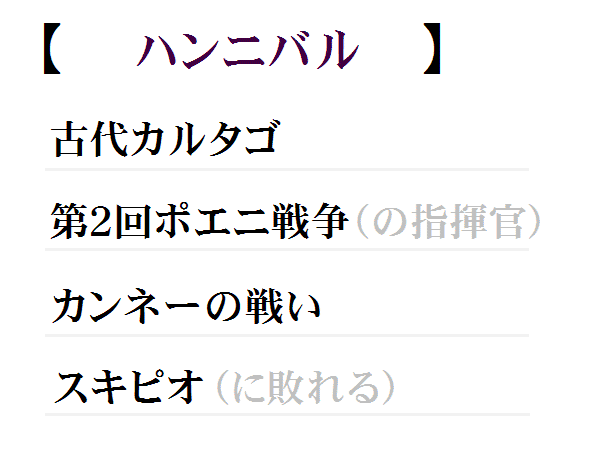 【 ハンニバル 】
古代カルタゴ
第2回ポエニ戦争(の指揮官)
カンネーの戦い
スキピオ(に敗れる)